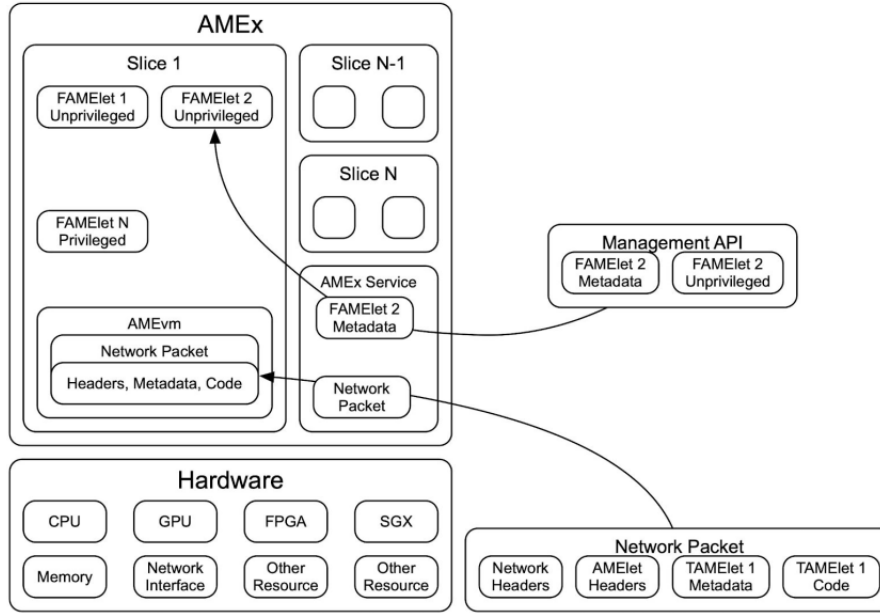 AMEx
Slice 1
FAMElet 1
Unprivileged
FAMElet 2
Unprivileged
FAMElet N
Privileged
AMEvm
Network Packet
Headers, Metadata, Code
Slice N-1
Slice N
AMEx Service
FAMElet 2
Metadata
Network
Packet
Management API
FAMElet 2
Metadata
FAMElet 2
Unprivileged
Hardware
CPU
GPU
FPGA
SGX
Memory
Network
Interface
Other
Resource
Other
Resource
Network Packet
Network
Headers
AMElet
Headers
TAMElet 1
Metadata
TAMElet 1
Code